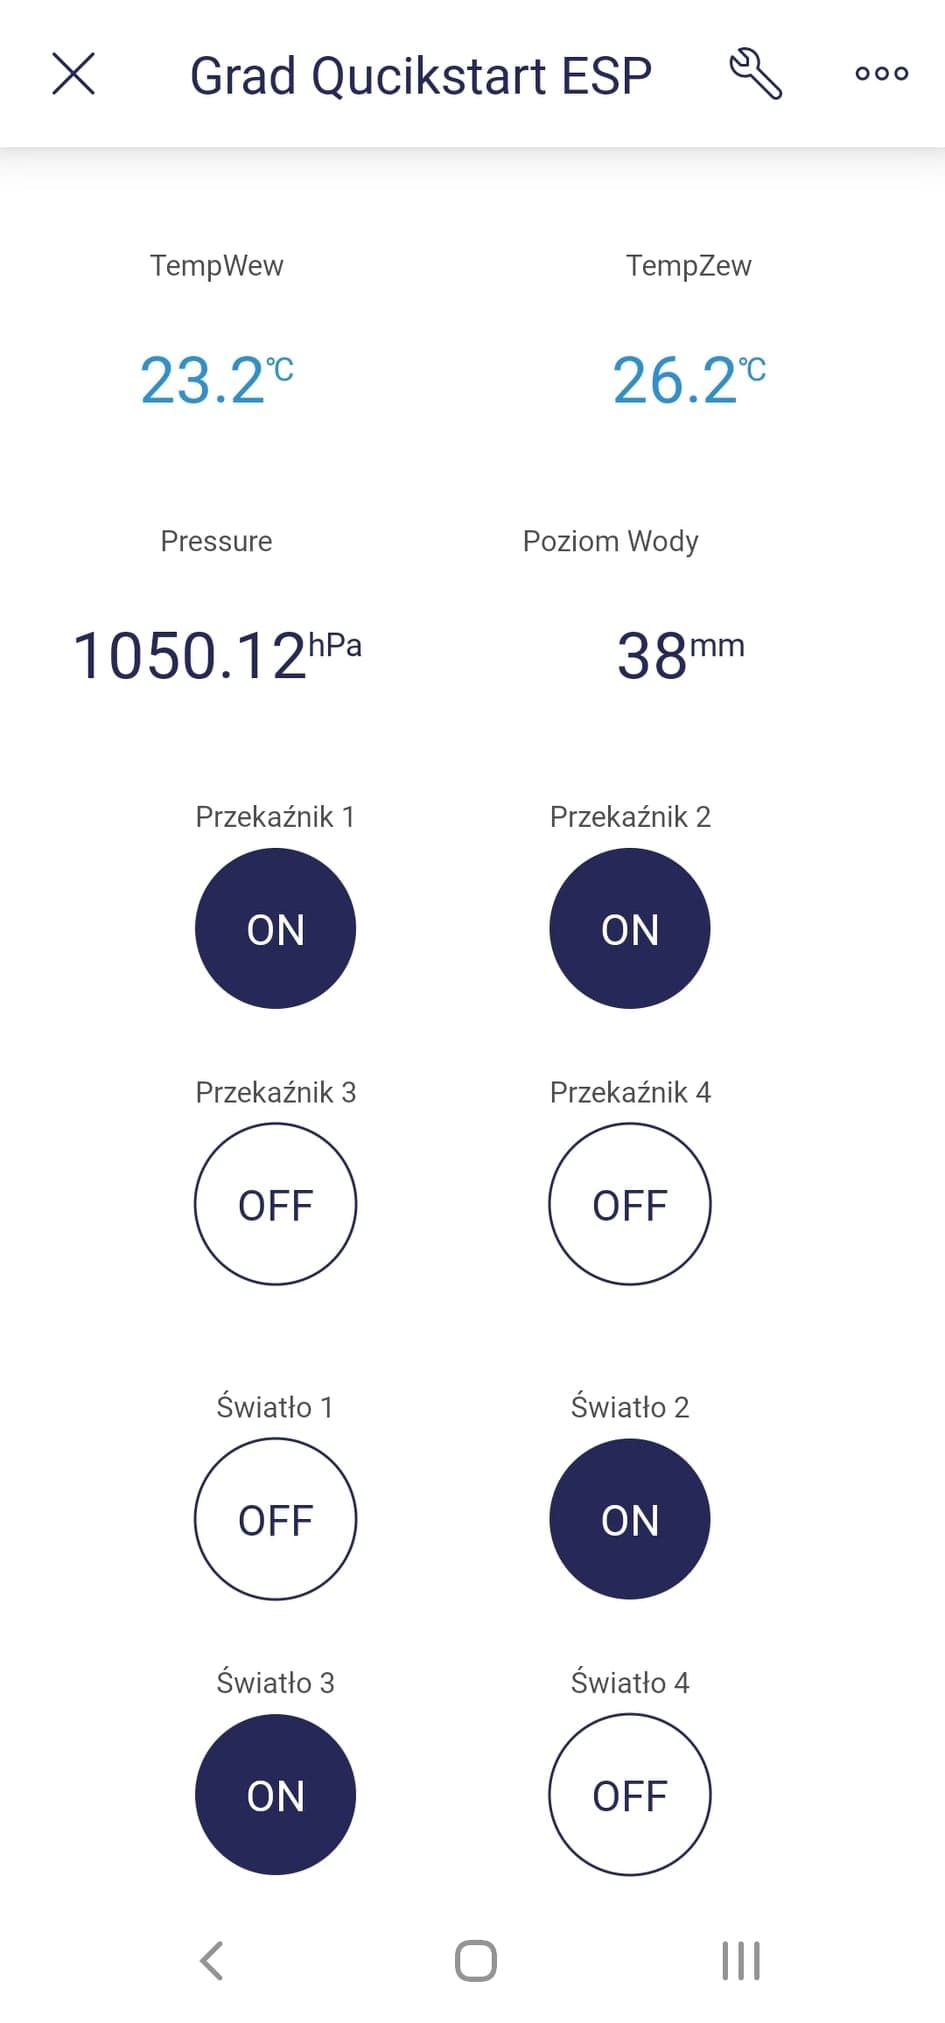 Grad Qucikstart ESP
TempWew
TempZew
23.2°C
26.2°C
Pressure
Poziom Wody
1050.12hPa
38mm
Przekaźnik 1
Przekaźnik 2
ON
ON
Przekaźnik 3
Przekaźnik 4
OFF
OFF
Światło 1
Światło 2
OFF
ON
Światło 3
Światło 4
ON
OFF